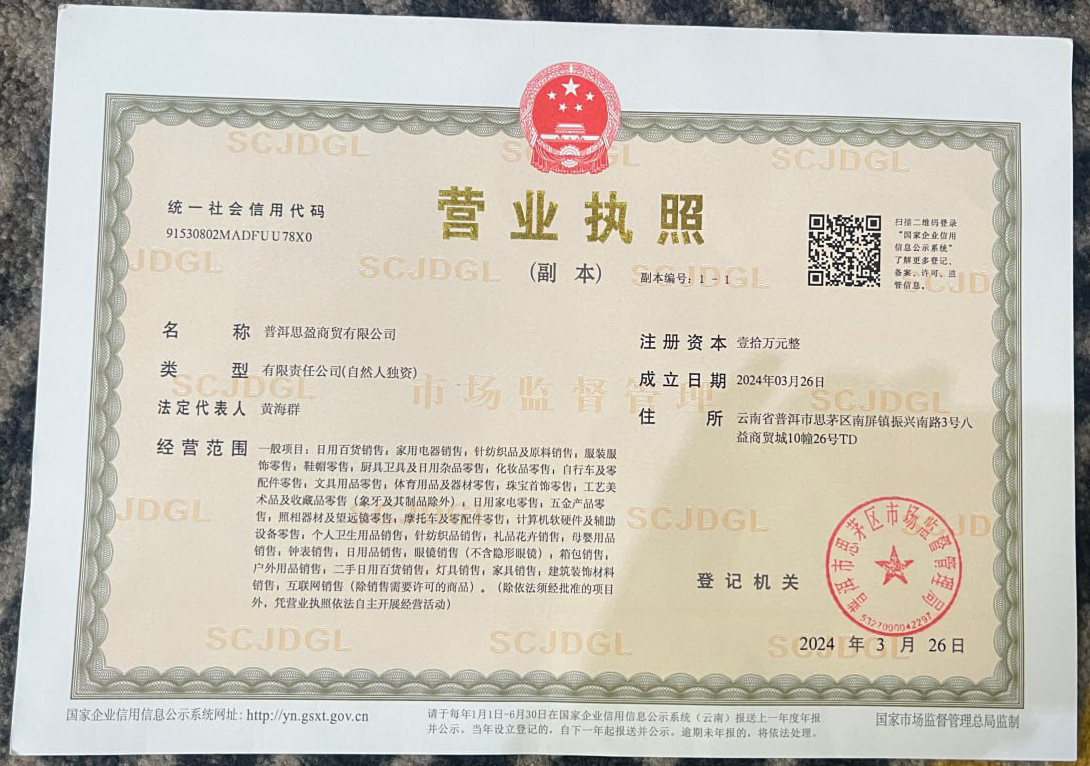 统一社会信用代码
91530802MADFUU78X0
营业执照
(副 本)
副本编号：1－1
扫描二维码登录
“国家企业信用
信息公示系统”
了解更多登记、
备案、许可、监
管信息。
名 称 普洱思盈商贸有限公司
类 型 有限责任公司(自然人独资)
法定代表人 黄海群
经营范围 一般项目：日用百货销售，家用电器销售，针纺织品及原料销售，服装服
饰零售，鞋帽零售，厨具卫具及日用杂品零售，化妆品零售，自行车及零
配件零售，文具用品零售，体育用品及器材零售，珠宝首饰零售，工艺美
术品及收藏品零售（象牙及其制品除外），日用家电零售，五金产品零
售，照相器材及望远镜零售，摩托车及零配件零售，计算机软硬件及辅助
设备零售，个人卫生用品销售，针纺织品销售，礼品花卉销售，母婴用品
销售，钟表销售，日用品销售，眼镜销售（不含隐形眼镜），箱包销售，
户外用品销售，二手日用百货销售，灯具销售，家具销售，建筑装饰材料
销售，互联网销售（除销售需要许可的商品）。（除依法须经批准的项目
外，凭营业执照依法自主开展经营活动）
注册资本 壹拾万元整
成立日期 2024年03月26日
住 所 云南省普洱市思茅区南屏镇振兴南路3号八
益商贸城10幢26号TD
市场监督管理
SCJDGL
登记机关
普洱市思茅区市场监督管理局
5127000042297
2024 年 3 月 26 日
国家企业信用信息公示系统网址：http://yn.gsxt.gov.cn
请于每年1月1日-6月30日在国家企业信用信息公示系统（云南）报送上一年度年报
并公示。当年设立登记的，自下一年起报送并公示。逾期未年报的，将依法处理。
国家市场监督管理总局监制